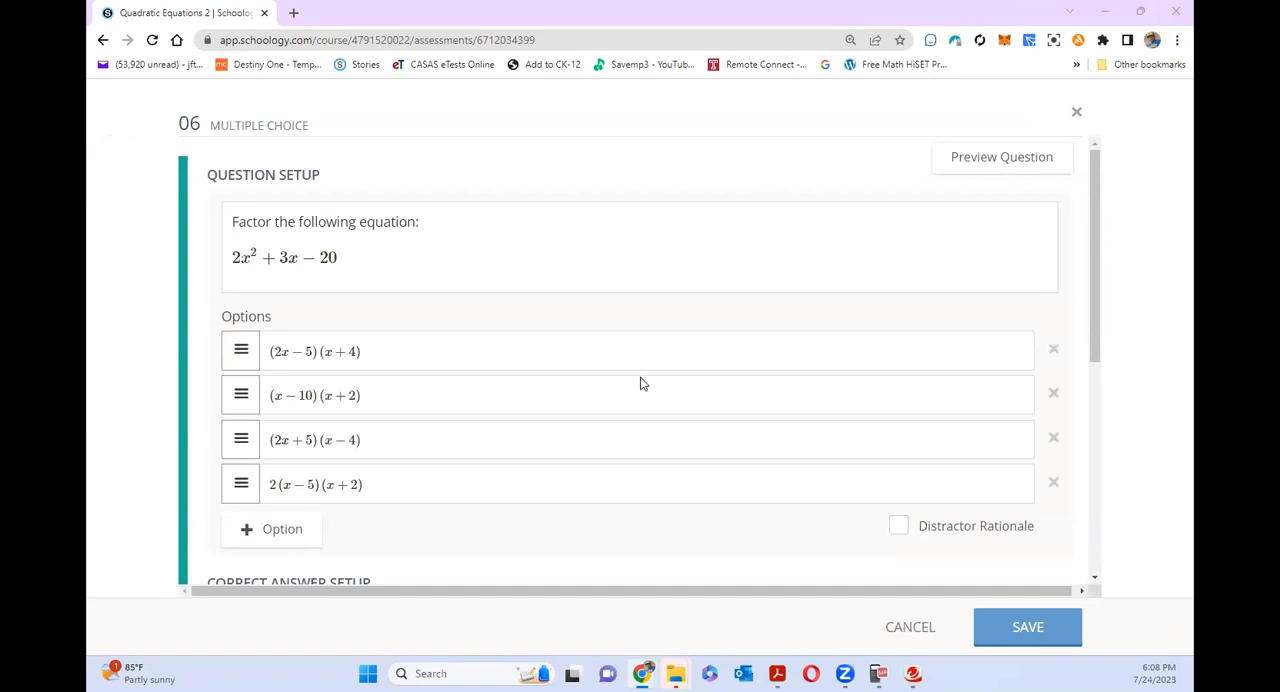 Quadratic Equations 2 | Schoolo
app.schoology.com/course/4791520022/assessments/6712034399
(53,920 unread) - jft... Destiny One - Temp... Stories CASAS eTests Online Add to CK-12 Savemp3 - YouTub... Remote Connect -... Free Math HiSET Pr... » Other bookmarks
06 MULTIPLE CHOICE
Preview Question
QUESTION SETUP
Factor the following equation:
2x² + 3x − 20
Options
(2x − 5)(x + 4)
(x − 10)(x + 2)
(2x + 5)(x − 4)
2(x − 5)(x + 2)
+ Option
Distractor Rationale
CORRECT ANSWER SETUP
CANCEL
SAVE
1
85°F
Partly sunny
Search
6:08 PM
7/24/2023